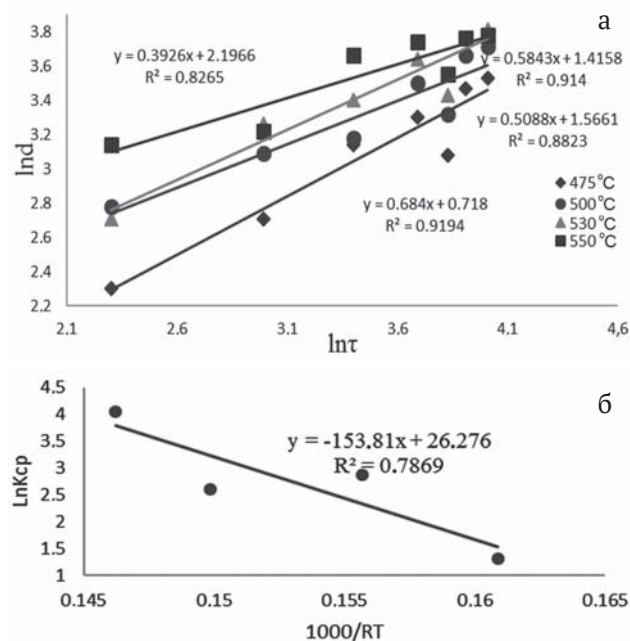 а
3.8
3.6
3.4
3.2
3
2.8
2.6
2.4
2.2
lnd
y = 0.3926x + 2.1966
R² = 0.8265
y = 0.5843x + 1.4158
R² = 0.914
y = 0.5088x + 1.5661
R² = 0,8823
y = 0.684x + 0.718
R² = 0.9194
475°C
500°C
530°C
550°C
2.1
2.6
3.1
3.6
4.1
4,6
lnτ
б
4.5
4
3.5
3
2.5
2
1.5
1
LnKcp
y = -153.81x + 26.276
R² = 0.7869
0.145
0.15
0.155
0.16
0.165
1000/RT